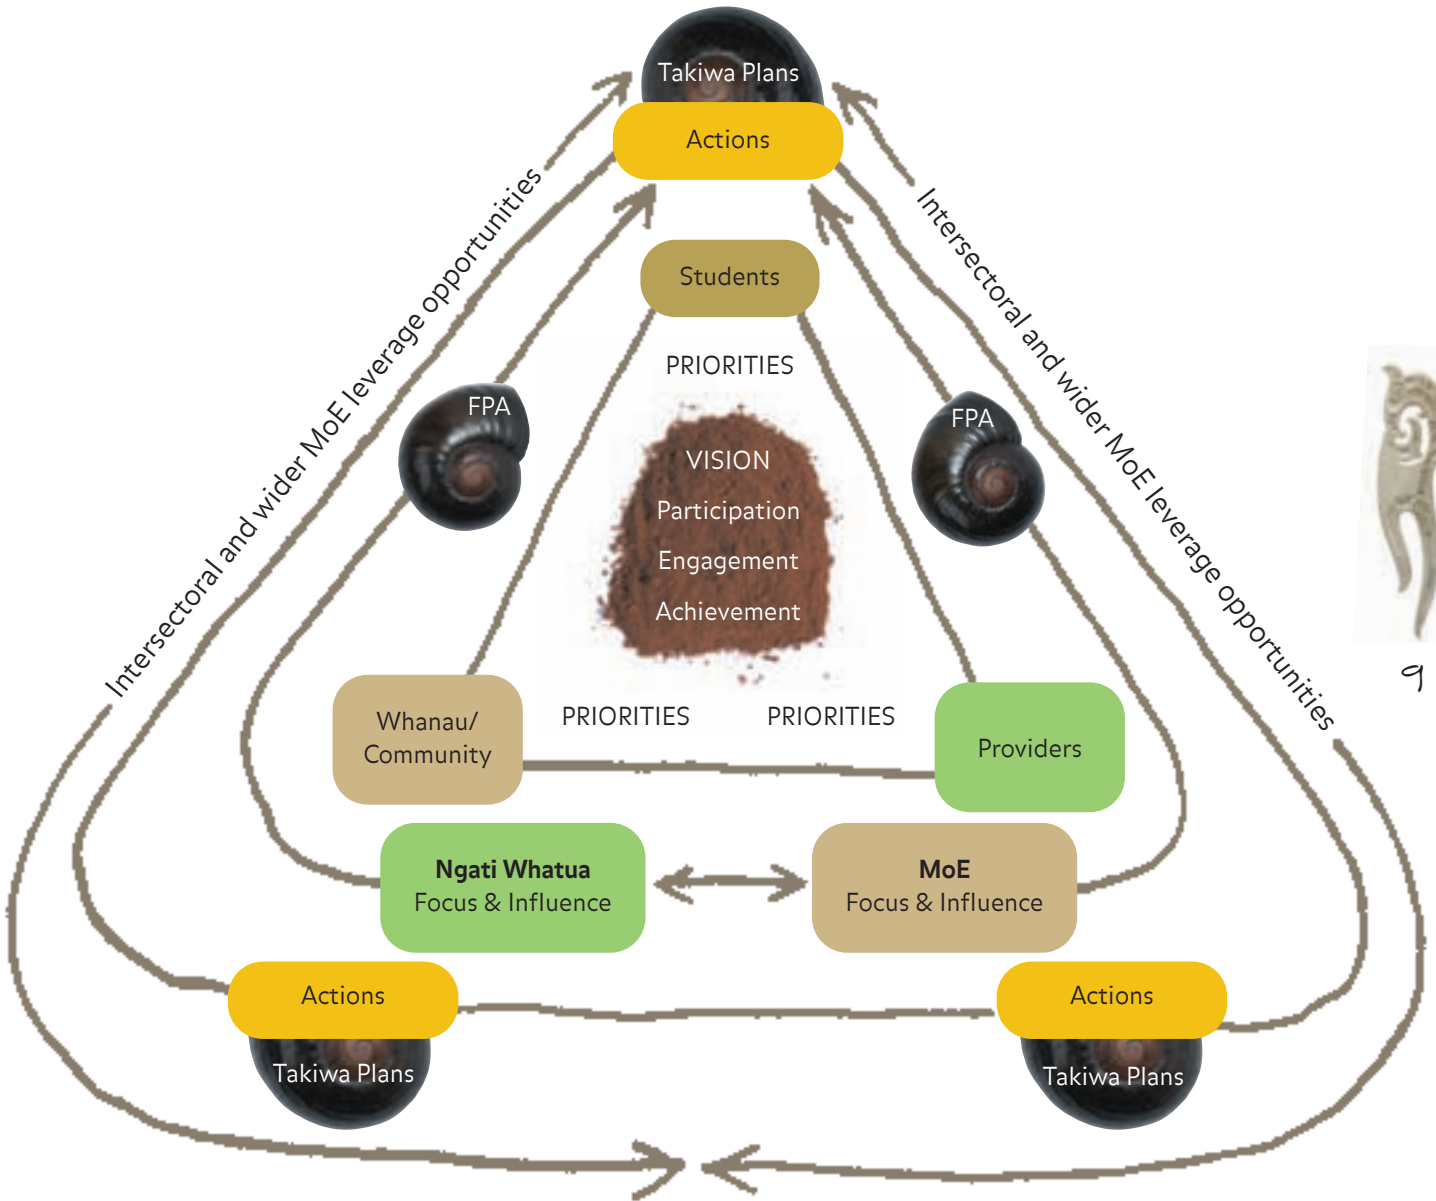 Takiwa Plans
Actions
Intersectoral and wider MoE leverage opportunities
Intersectoral and wider MoE leverage opportunities
Students
PRIORITIES
FPA
FPA
VISION
Participation
Engagement
Achievement
Whanau/
Community
PRIORITIES
PRIORITIES
Providers
Ngati Whatua
Focus & Influence
MoE
Focus & Influence
Actions
Takiwa Plans
Actions
Takiwa Plans